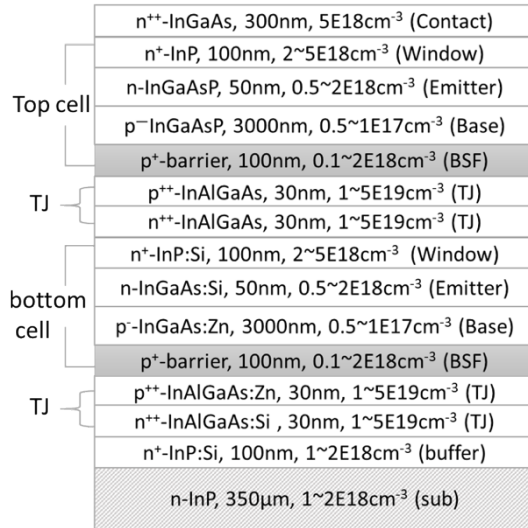 n⁺⁺-InGaAs, 300nm, 5E18cm⁻³ (Contact)
n⁺-InP, 100nm, 2~5E18cm⁻³ (Window)
n-InGaAsP, 50nm, 0.5~2E18cm⁻³ (Emitter)
Top cell
p⁻-InGaAsP, 3000nm, 0.5~1E17cm⁻³ (Base)
p⁺-barrier, 100nm, 0.1~2E18cm⁻³ (BSF)
p⁺⁺-InAlGaAs, 30nm, 1~5E19cm⁻³ (TJ)
TJ
n⁺⁺-InAlGaAs, 30nm, 1~5E19cm⁻³ (TJ)
n⁺-InP:Si, 100nm, 2~5E18cm⁻³ (Window)
n-InGaAs:Si, 50nm, 0.5~2E18cm⁻³ (Emitter)
bottom
cell
p⁻-InGaAs:Zn, 3000nm, 0.5~1E17cm⁻³ (Base)
p⁺-barrier, 100nm, 0.1~2E18cm⁻³ (BSF)
p⁺⁺-InAlGaAs:Zn, 30nm, 1~5E19cm⁻³ (TJ)
TJ
n⁺⁺-InAlGaAs:Si , 30nm, 1~5E19cm⁻³ (TJ)
n⁺-InP:Si, 100nm, 1~2E18cm⁻³ (buffer)
n-InP, 350μm, 1~2E18cm⁻³ (sub)